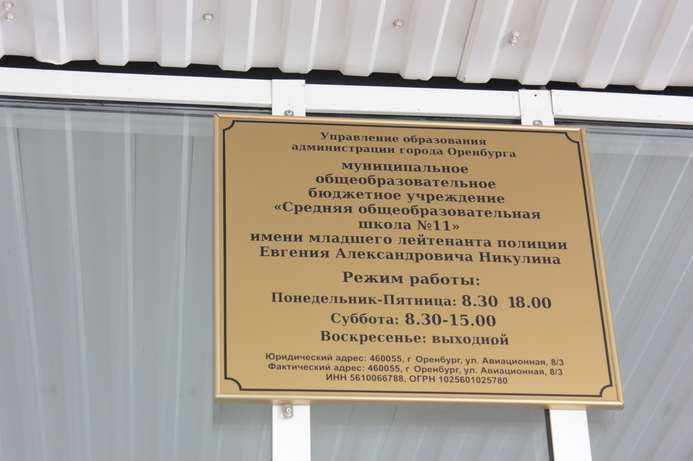 Управление образования
администрации города Оренбурга
муниципальное
общеобразовательное
бюджетное учреждение
«Средняя общеобразовательная
школа №11»
имени младшего лейтенанта полиции
Евгения Александровича Никулина
Режим работы:
Понедельник-Пятница: 8.30 18.00
Суббота: 8.30-15.00
Воскресенье: выходной
Юридический адрес: 460055, г Оренбург, ул. Авиационная, 8/3
Фактический адрес: 460055, г Оренбург, ул. Авиационная, 8/3
ИНН 5610066788, ОГРН 1025601025780